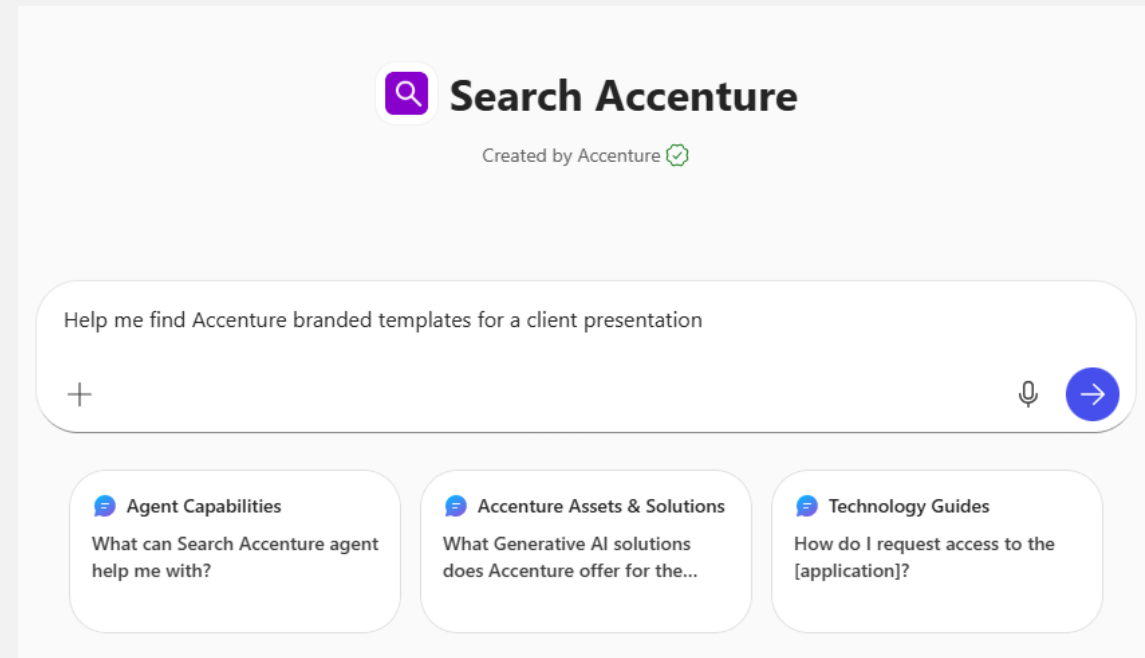 Search Accenture
Created by Accenture
Help me find Accenture branded templates for a client presentation
Agent Capabilities
What can Search Accenture agent
help me with?
Accenture Assets & Solutions
What Generative AI solutions
does Accenture offer for the...
Technology Guides
How do I request access to the
[application]?